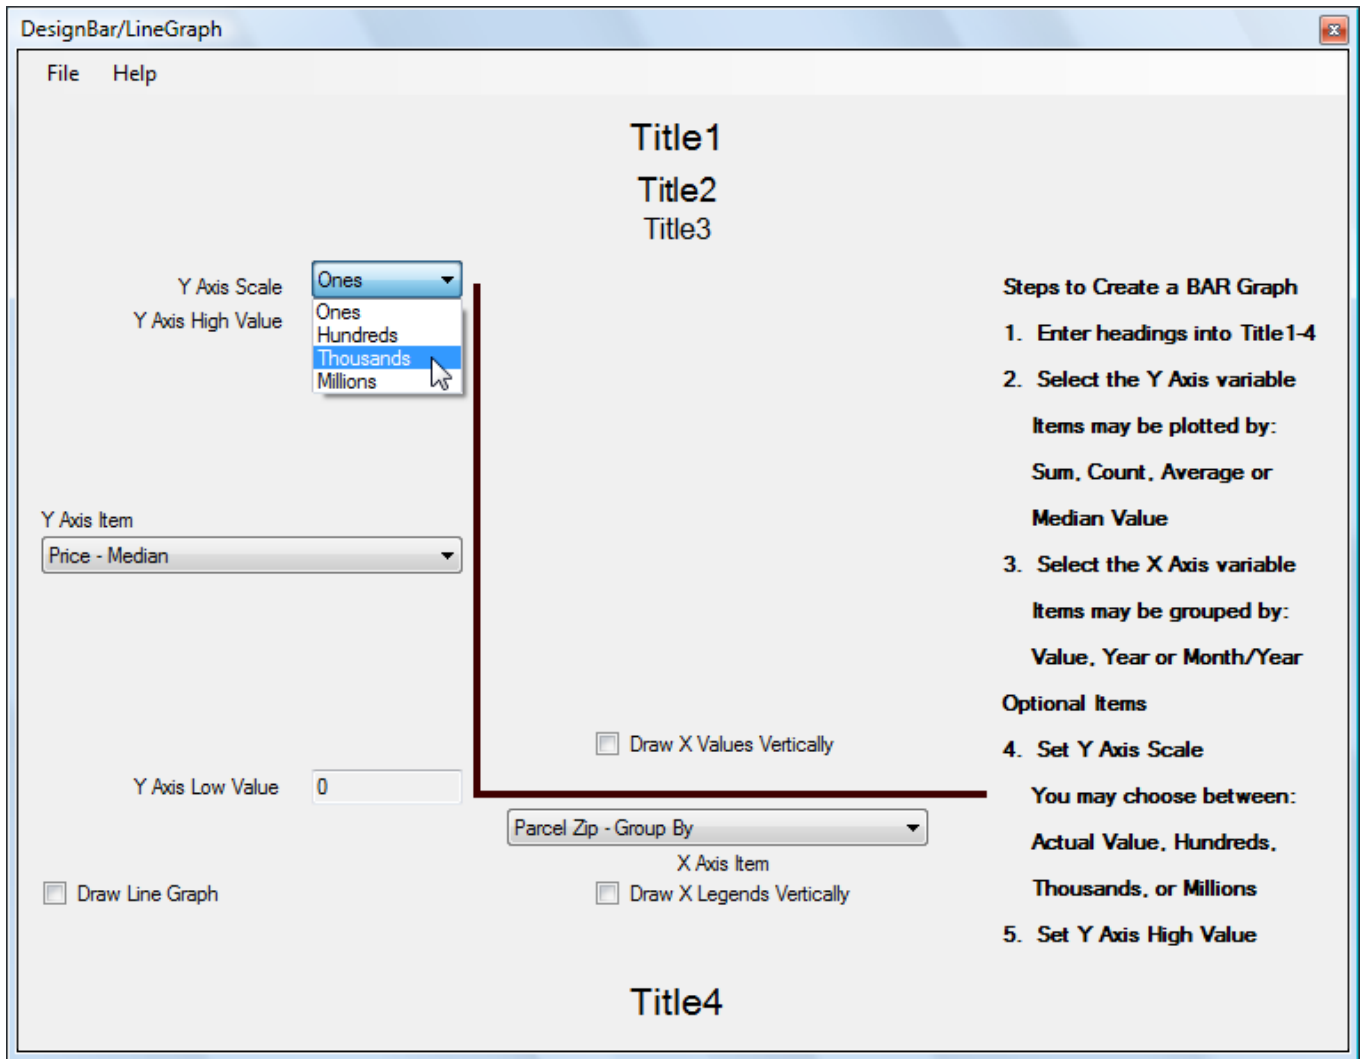 DesignBar/LineGraph
File Help
Title1
Title2
Title3
Y Axis Scale Ones
Ones
Hundreds
Thousands
Millions
Y Axis High Value
Y Axis Item
Price - Median
Draw X Values Vertically
Y Axis Low Value 0
Parcel Zip - Group By
X Axis Item
Draw Line Graph
Draw X Legends Vertically
Steps to Create a BAR Graph
1. Enter headings into Title1-4
2. Select the Y Axis variable
Items may be plotted by:
Sum, Count, Average or
Median Value
3. Select the X Axis variable
Items may be grouped by:
Value, Year or Month/Year
Optional Items
4. Set Y Axis Scale
You may choose between:
Actual Value, Hundreds,
Thousands, or Millions
5. Set Y Axis High Value
Title4